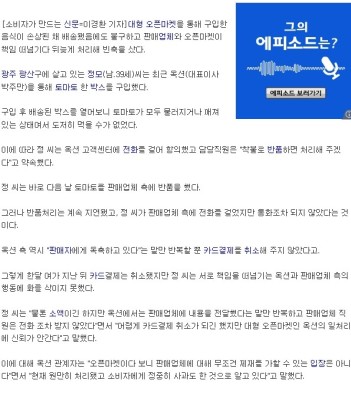 [소비자가 만드는 신문=이경환 기자]대형 오픈마켓을 통해 구입한
음식이 손상된 채 배송됐음에도 불구하고 판매업체와 오픈마켓이
책임 떠넘기다 뒤늦게 처리해 빈축을 샀다.
광주 광산구에 살고 있는 정모(남.39세)씨는 최근 옥션(대표이사
박주만)을 통해 토마토 한 박스를 구입했다.
구입 후 배송된 박스를 열어보니 토마토가 모두 물러지거나 깨져
있는 상태여서 도저히 먹을 수가 없었다.
이에 따라 정 씨는 옥션 고객센터에 전화를 걸어 항의했고 담당직원은 "착불로 반품하면 처리해 주겠
다"고 약속했다.
정 씨는 바로 다음 날 토마토를 판매업체 측에 반품을 했다.
그러나 반품처리는 계속 지연됐고, 정 씨가 판매업체 측에 전화를 걸었지만 통화조차 되지 않았다는 것
이다.
옥션 측 역시 "판매자에게 독촉하고 있다"는 말만 반복할 뿐 카드결제를 취소해 주지 않았다고.
그렇게 한달 여가 지난 뒤 카드결제는 취소됐지만 정 씨는 서로 책임을 떠넘기는 옥션과 판매업체 측의
행동에 화를 삭이지 못했다.
정 씨는 "물론 소액이긴 하지만 옥션에서는 판매업체에 내용을 전달했다는 말만 반복하고 판매업체 직
원은 전화 조차 받지 않았다"면서 "어렵게 카드결제 취소가 되긴 했지만 대형 오픈마켓인 옥션의 일처리
에 신뢰가 안간다"고 말했다.
이에 대해 옥션 관계자는 "오픈마켓이다 보니 판매업체에 대해 무조건 제재를 가할 수 있는 입장은 아니
다"면서 "현재 원만히 처리됐고 소비자에게 정중히 사과도 한 것으로 알고 있다"고 말했다.
그의
에피소드는?
에피소드 보러가기